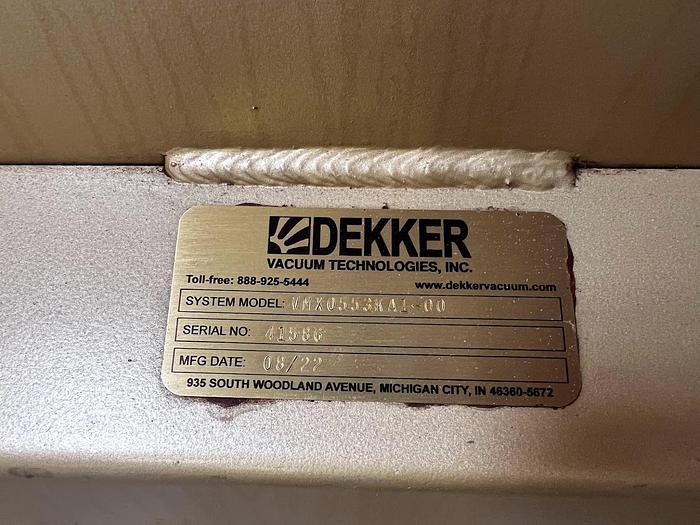 DEKKER
VACUUM TECHNOLOGIES, INC.
Toll-free: 888-925-5444 www.dekkervacuum.com
SYSTEM MODEL: VMX0553KA1-00
SERIAL NO: 41586
MFG DATE: 08/22
935 SOUTH WOODLAND AVENUE, MICHIGAN CITY, IN 46360-5672